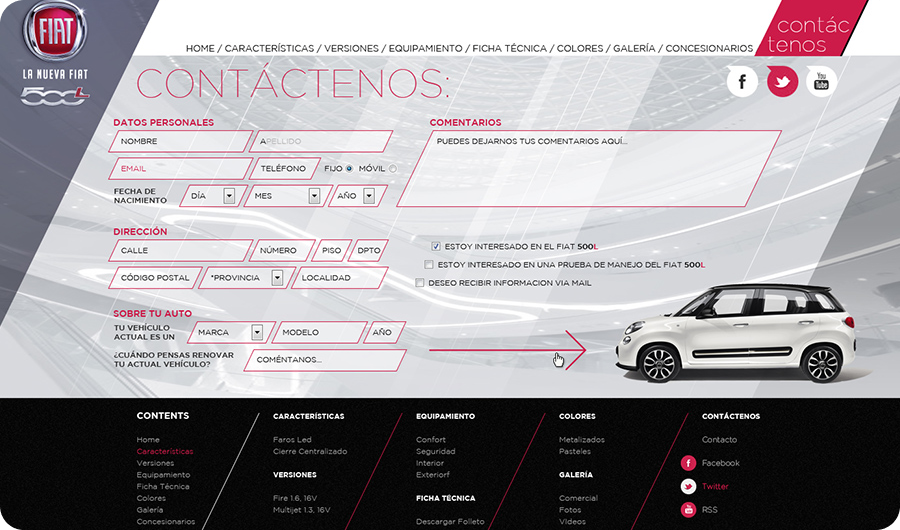 FIAT
LA NUEVA FIAT
500L
HOME / CARACTERÍSTICAS / VERSIONES / EQUIPAMIENTO / FICHA TÉCNICA / COLORES / GALERÍA / CONCESIONARIOS
contác
tenos
CONTÁCTENOS:
f
You
Tube
DATOS PERSONALES
NOMBRE
APELLIDO
EMAIL
TELÉFONO
FIJO
MÓVIL
FECHA DE
NACIMIENTO
DÍA
MES
AÑO
COMENTARIOS
PUEDES DEJARNOS TUS COMENTARIOS AQUÍ...
DIRECCIÓN
CALLE
NÚMERO
PISO
DPTO
CÓDIGO POSTAL
*PROVINCIA
LOCALIDAD
ESTOY INTERESADO EN EL FIAT 500L
ESTOY INTERESADO EN UNA PRUEBA DE MANEJO DEL FIAT 500L
DESEO RECIBIR INFORMACION VIA MAIL
SOBRE TU AUTO
TU VEHÍCULO
ACTUAL ES UN
MARCA
MODELO
AÑO
¿CUÁNDO PENSAS RENOVAR
TU ACTUAL VEHÍCULO?
COMÉNTANOS...
CONTENTS
Home
Características
Versiones
Equipamiento
Ficha Técnica
Colores
Galería
Concesionarios
CARACTERÍSTICAS
Faros Led
Cierre Centralizado
VERSIONES
Fire 1.6, 16V
Multijet 1.3, 16V
EQUIPAMIENTO
Confort
Seguridad
Interior
Exteriorf
FICHA TÉCNICA
Descargar Folleto
COLORES
Metalizados
Pasteles
GALERÍA
Comercial
Fotos
VIdeos
CONTÁCTENOS
Contacto
f Facebook
Twitter
RSS